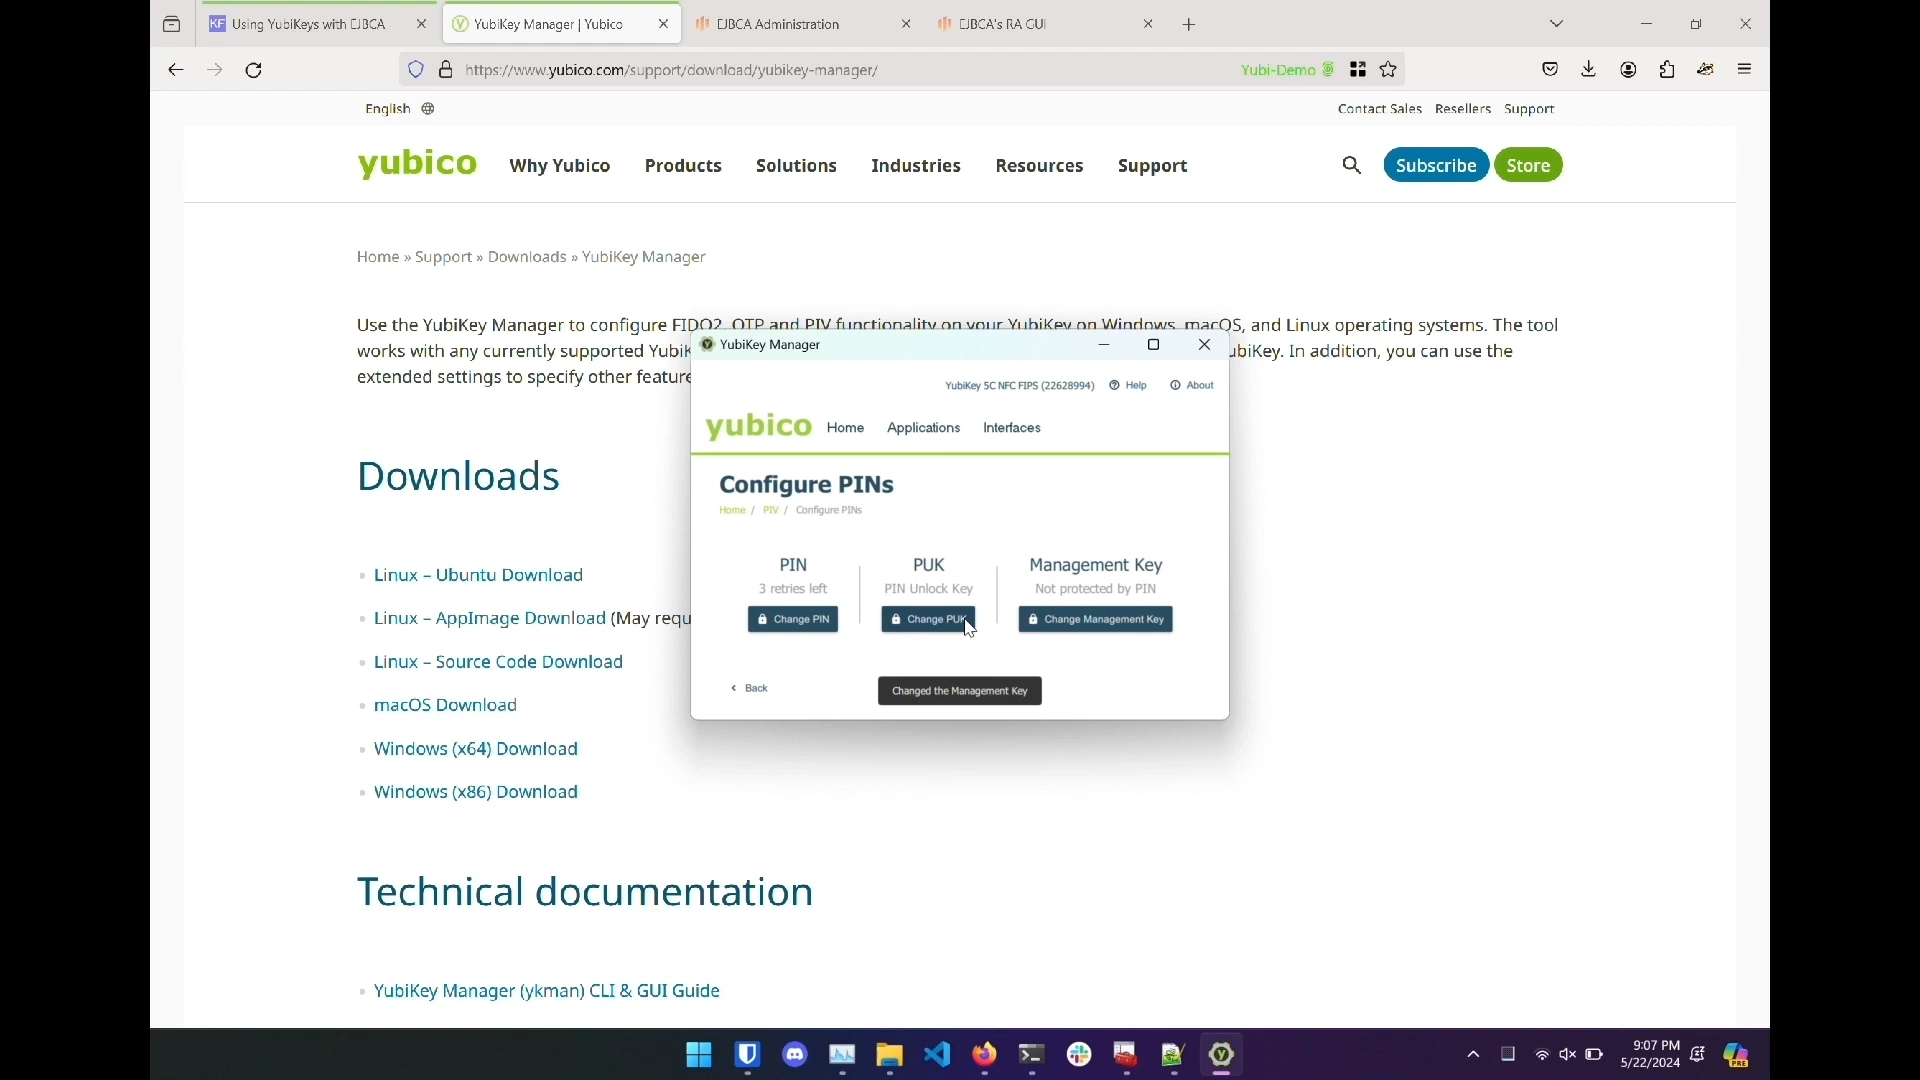 KF Using YubiKeys with EJBCA
YubiKey Manager | Yubico
EJBCA Administration
EJBCA's RA GUI
https://www.yubico.com/support/download/yubikey-manager/
Yubi-Demo
English
Contact Sales Resellers Support
yubico Why Yubico Products Solutions Industries Resources Support Subscribe Store
Home » Support » Downloads » YubiKey Manager
Use the YubiKey Manager to configure FIDO2, OTP and PIV functionality on your YubiKey on Windows, macOS, and Linux operating systems. The tool
works with any currently supported YubiK
ubiKey. In addition, you can use the
extended settings to specify other feature
YubiKey Manager
YubiKey 5C NFC FIPS (22628994) Help About
yubico Home Applications Interfaces
Configure PINs
Home / PIV / Configure PINs
PIN PUK Management Key
3 retries left PIN Unlock Key Not protected by PIN
Change PIN Change PUK Change Management Key
Back
Changed the Management Key
Downloads
Linux – Ubuntu Download
Linux – AppImage Download (May requ
Linux – Source Code Download
macOS Download
Windows (x64) Download
Windows (x86) Download
Technical documentation
YubiKey Manager (ykman) CLI & GUI Guide
9:07 PM
5/22/2024
PRE